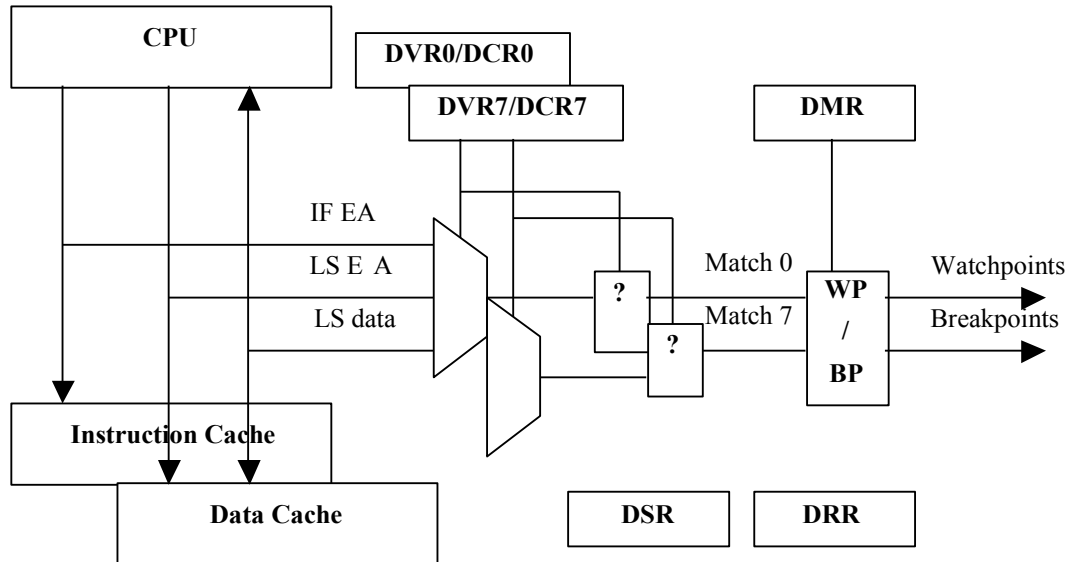 CPU
DVR0/DCR0
DVR7/DCR7
DMR
IF EA
LS E A
LS data
?
?
Match 0
Match 7
WP
/
BP
Watchpoints
Breakpoints
Instruction Cache
Data Cache
DSR
DRR